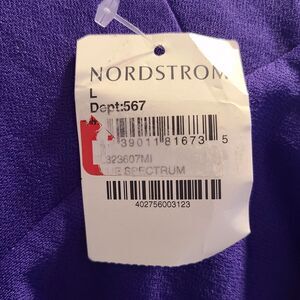 NORDSTROM
L
Dept:567
39011 81673 5
323607MI
SPECTRUM
402756003123